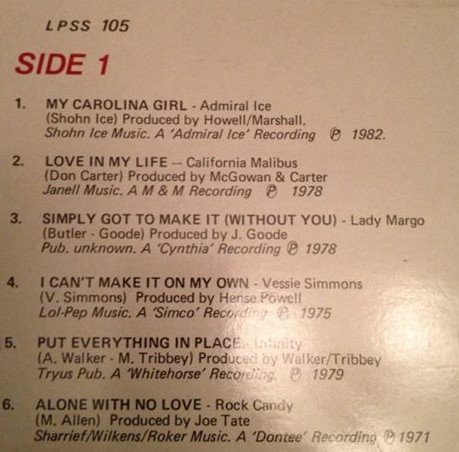 LPSS 105
SIDE 1
1. MY CAROLINA GIRL - Admiral Ice
(Shohn Ice) Produced by Howell/Marshall.
Shohn Ice Music. A 'Admiral Ice' Recording ℗ 1982.
2. LOVE IN MY LIFE — California Malibus
(Don Carter) Produced by McGowan & Carter
Janell Music. A M & M Recording ℗ 1978
3. SIMPLY GOT TO MAKE IT (WITHOUT YOU) - Lady Margo
(Butler - Goode) Produced by J. Goode
Pub. unknown. A 'Cynthia' Recording ℗ 1978
4. I CAN'T MAKE IT ON MY OWN - Vessie Simmons
(V. Simmons) Produced by Hense Powell
Lol-Pep Music. A 'Simco' Recording ℗ 1975
5. PUT EVERYTHING IN PLACE - Infinity
(A. Walker - M. Tribbey) Produced by Walker/Tribbey
Tryus Pub. A 'Whitehorse' Recording. ℗ 1979
6. ALONE WITH NO LOVE - Rock Candy
(M. Allen) Produced by Joe Tate
Sharrief/Wilkens/Roker Music. A 'Dontee' Recording ℗ 1971